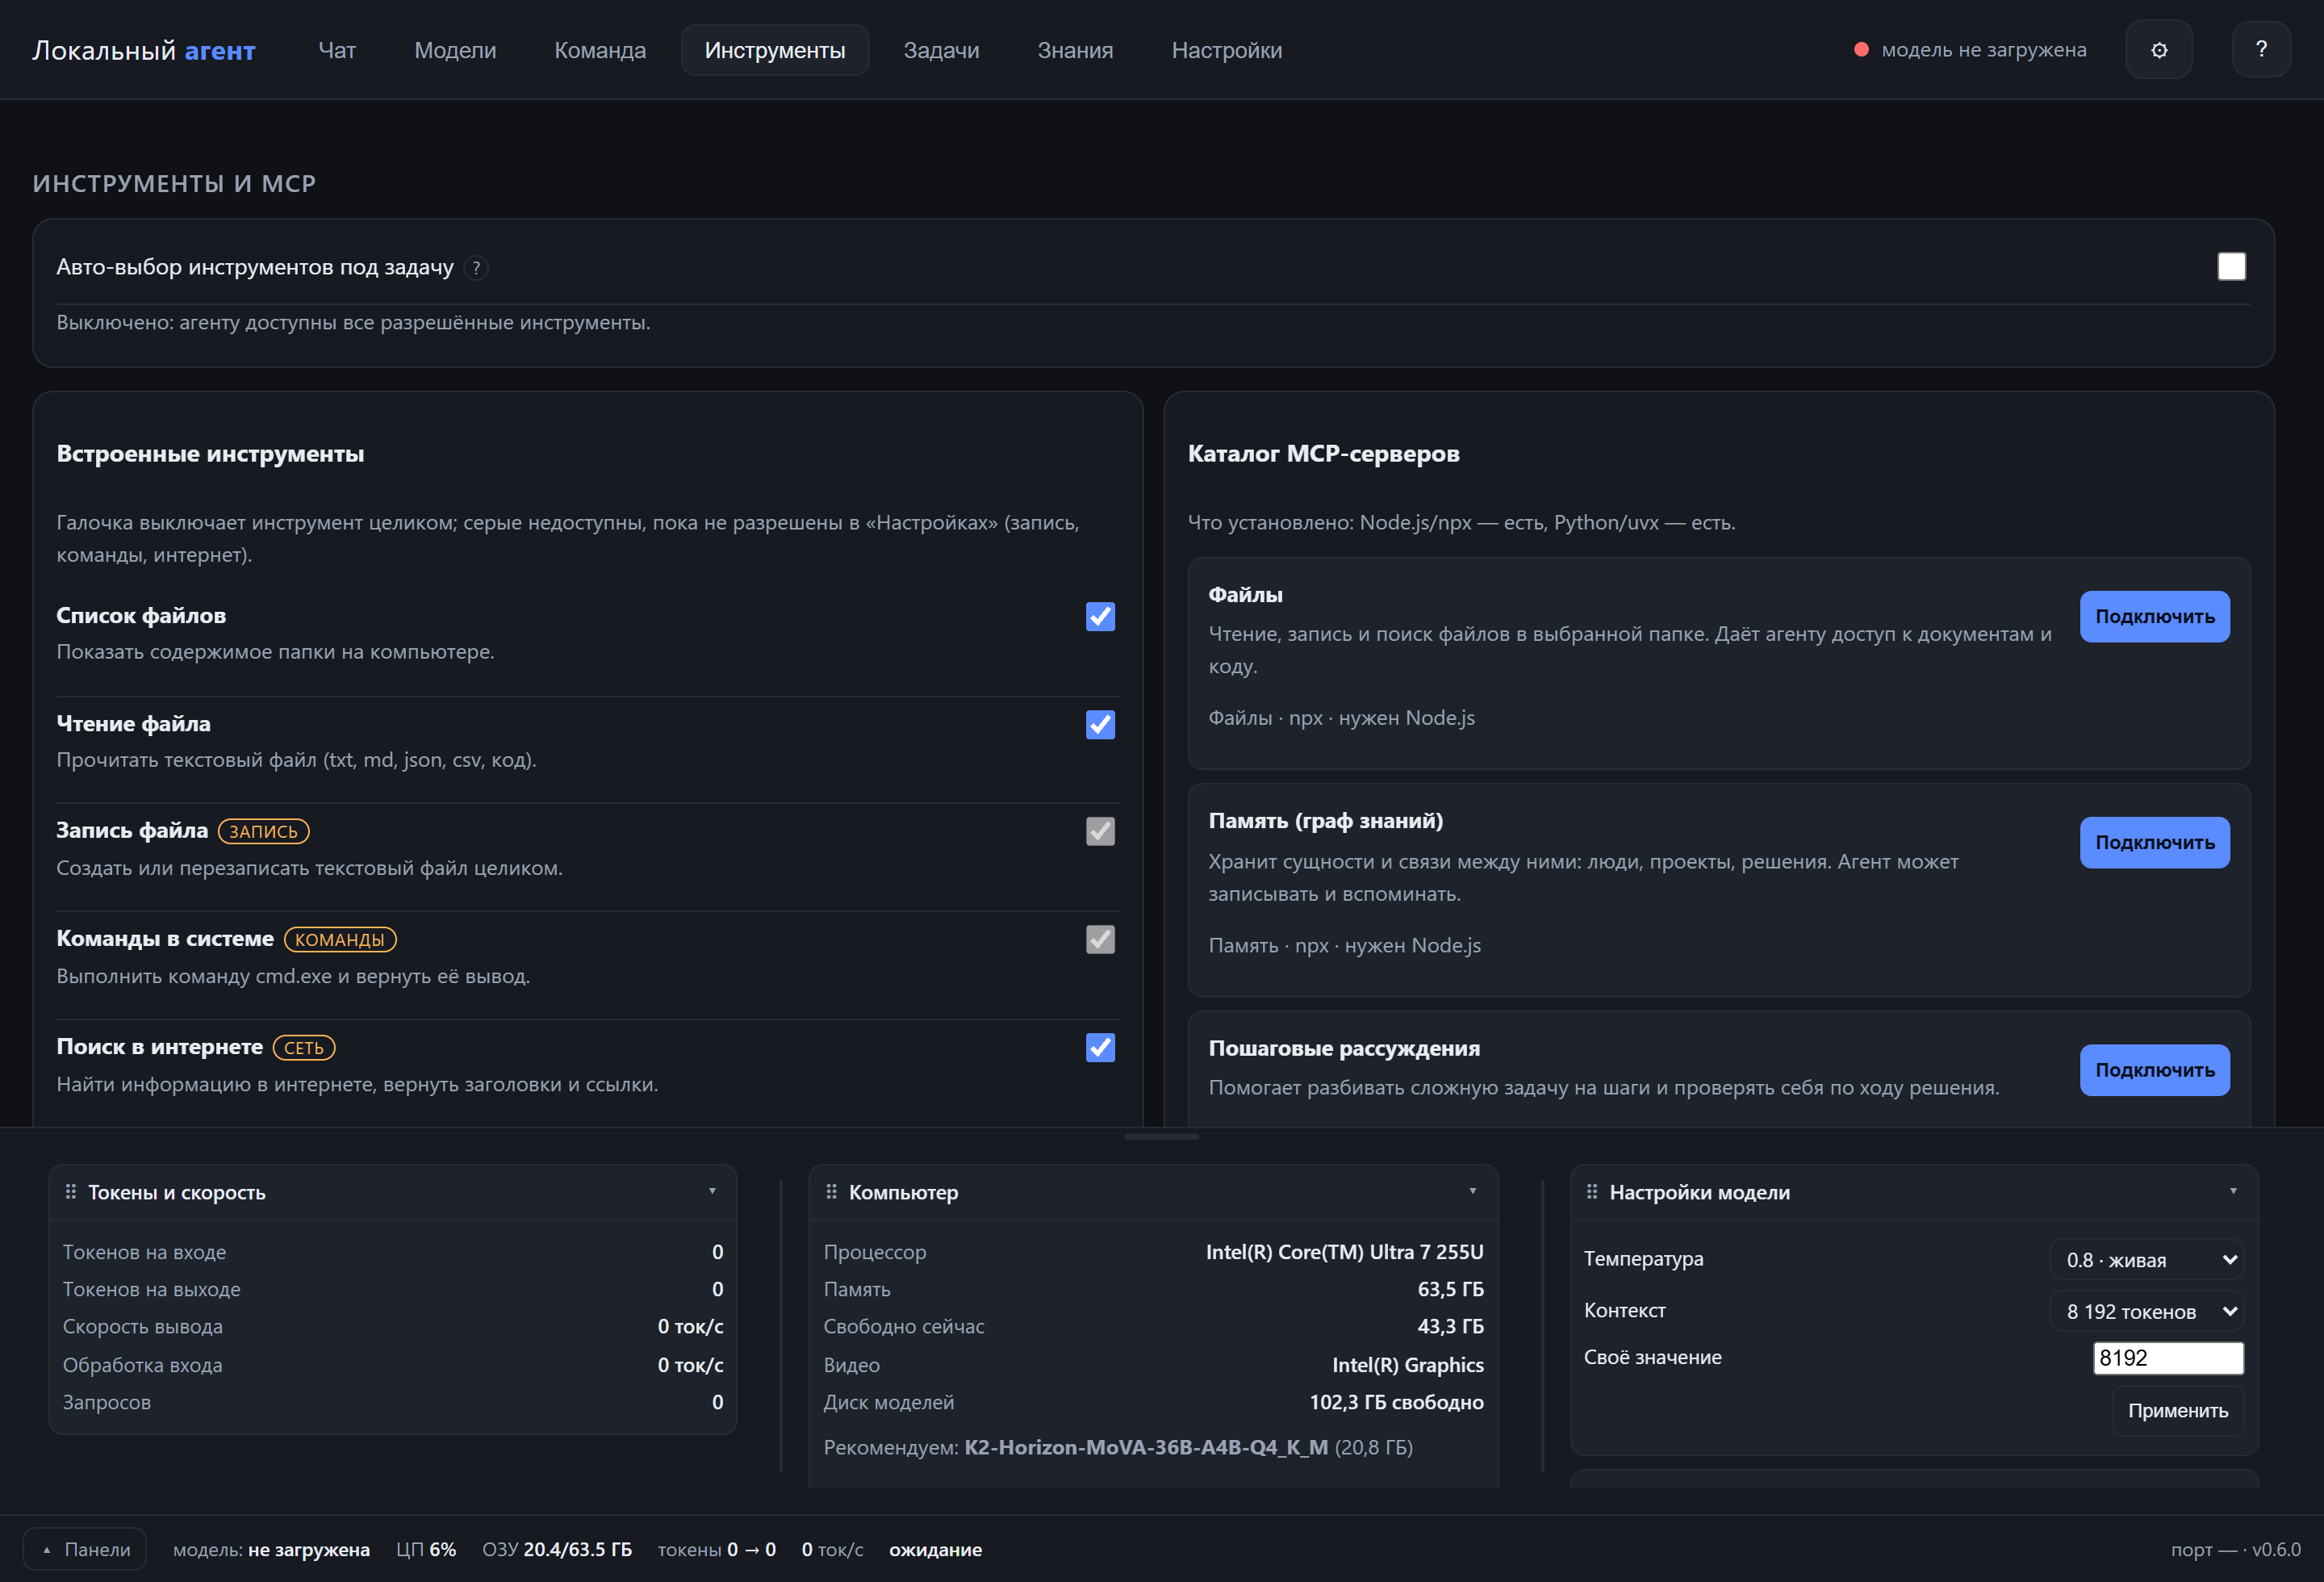 Локальный агент
Чат
Модели
Команда
Инструменты
Задачи
Знания
Настройки
модель не загружена
?
ИНСТРУМЕНТЫ И MCP
Авто-выбор инструментов под задачу ?
Выключено: агенту доступны все разрешённые инструменты.
Встроенные инструменты
Галочка выключает инструмент целиком; серые недоступны, пока не разрешены в «Настройках» (запись,
команды, интернет).
Список файлов
Показать содержимое папки на компьютере.
Чтение файла
Прочитать текстовый файл (txt, md, json, csv, код).
Запись файла ЗАПИСЬ
Создать или перезаписать текстовый файл целиком.
Команды в системе КОМАНДЫ
Выполнить команду cmd.exe и вернуть её вывод.
Поиск в интернете СЕТЬ
Найти информацию в интернете, вернуть заголовки и ссылки.
Каталог MCP-серверов
Что установлено: Node.js/npx — есть, Python/uvx — есть.
Файлы
Чтение, запись и поиск файлов в выбранной папке. Даёт агенту доступ к документам и
коду.
Файлы · npx · нужен Node.js
Подключить
Память (граф знаний)
Хранит сущности и связи между ними: люди, проекты, решения. Агент может
записывать и вспоминать.
Память · npx · нужен Node.js
Подключить
Пошаговые рассуждения
Помогает разбивать сложную задачу на шаги и проверять себя по ходу решения.
Подключить
Токены и скорость
Токенов на входе 0
Токенов на выходе 0
Скорость вывода 0 ток/с
Обработка входа 0 ток/с
Запросов 0
Компьютер
Процессор Intel(R) Core(TM) Ultra 7 255U
Память 63,5 ГБ
Свободно сейчас 43,3 ГБ
Видео Intel(R) Graphics
Диск моделей 102,3 ГБ свободно
Рекомендуем: K2-Horizon-MoVA-36B-A4B-Q4_K_M (20,8 ГБ)
Настройки модели
Температура 0.8 · живая
Контекст 8 192 токенов
Своё значение 8192
Применить
Панели
модель: не загружена
ЦП 6%
ОЗУ 20.4/63.5 ГБ
токены 0 → 0
0 ток/с
ожидание
порт — · v0.6.0